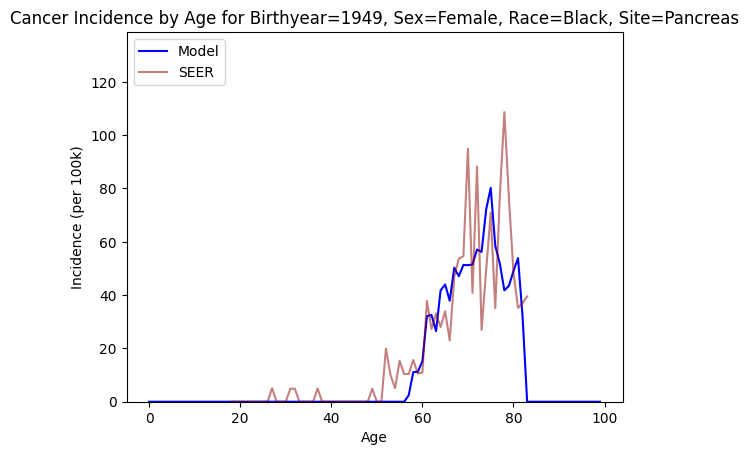 Cancer Incidence by Age for Birthyear=1949, Sex=Female, Race=Black, Site=Pancreas
Model
SEER
120
100
80
60
40
20
0
Incidence (per 100k)
0 20 40 60 80 100
Age